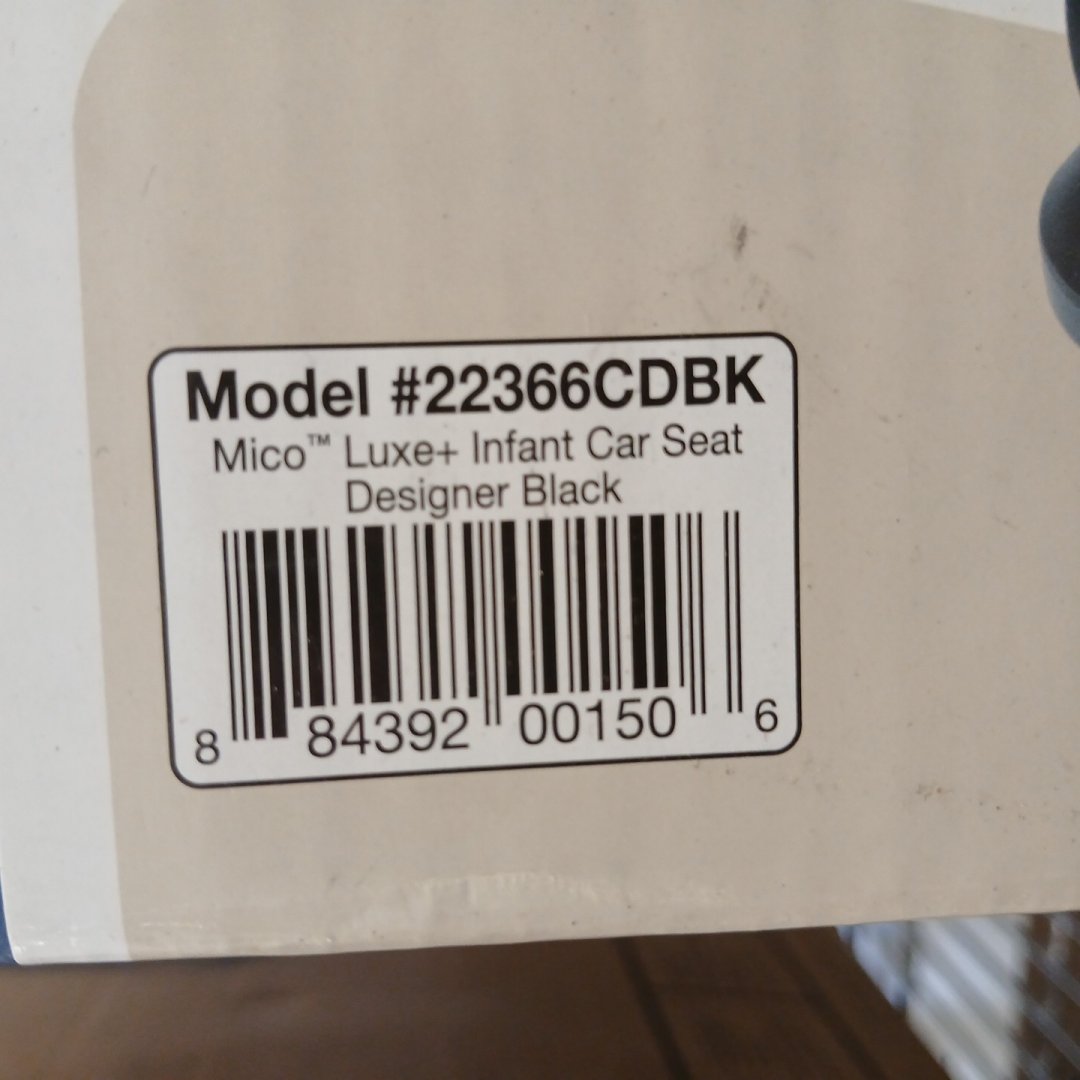 Model #22366CDBK
Mico™ Luxe+ Infant Car Seat
Designer Black
8 84392 00150 6